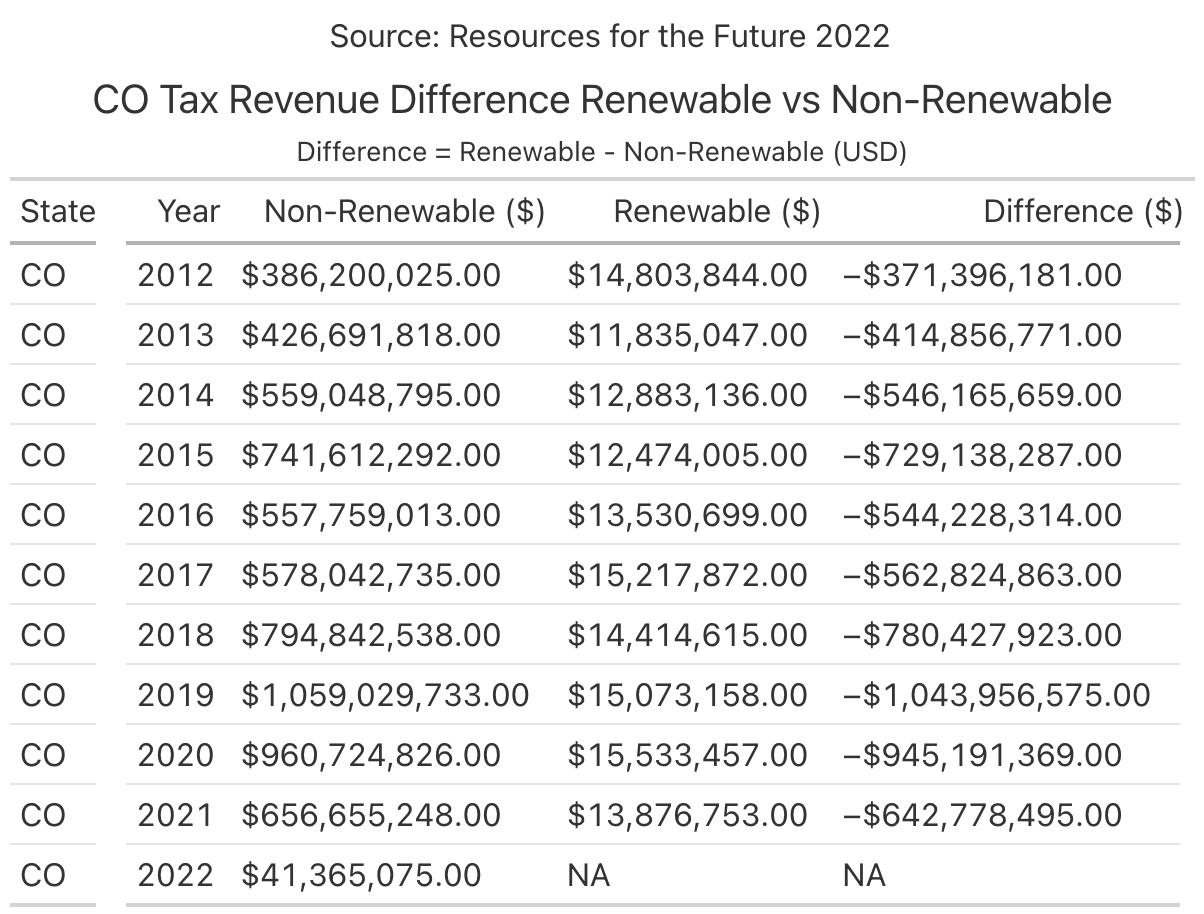 Source: Resources for the Future 2022
CO Tax Revenue Difference Renewable vs Non-Renewable
Difference = Renewable - Non-Renewable (USD)
State Year Non-Renewable ($) Renewable ($) Difference ($)
CO 2012 $386,200,025.00 $14,803,844.00 −$371,396,181.00
CO 2013 $426,691,818.00 $11,835,047.00 −$414,856,771.00
CO 2014 $559,048,795.00 $12,883,136.00 −$546,165,659.00
CO 2015 $741,612,292.00 $12,474,005.00 −$729,138,287.00
CO 2016 $557,759,013.00 $13,530,699.00 −$544,228,314.00
CO 2017 $578,042,735.00 $15,217,872.00 −$562,824,863.00
CO 2018 $794,842,538.00 $14,414,615.00 −$780,427,923.00
CO 2019 $1,059,029,733.00 $15,073,158.00 −$1,043,956,575.00
CO 2020 $960,724,826.00 $15,533,457.00 −$945,191,369.00
CO 2021 $656,655,248.00 $13,876,753.00 −$642,778,495.00
CO 2022 $41,365,075.00 NA NA